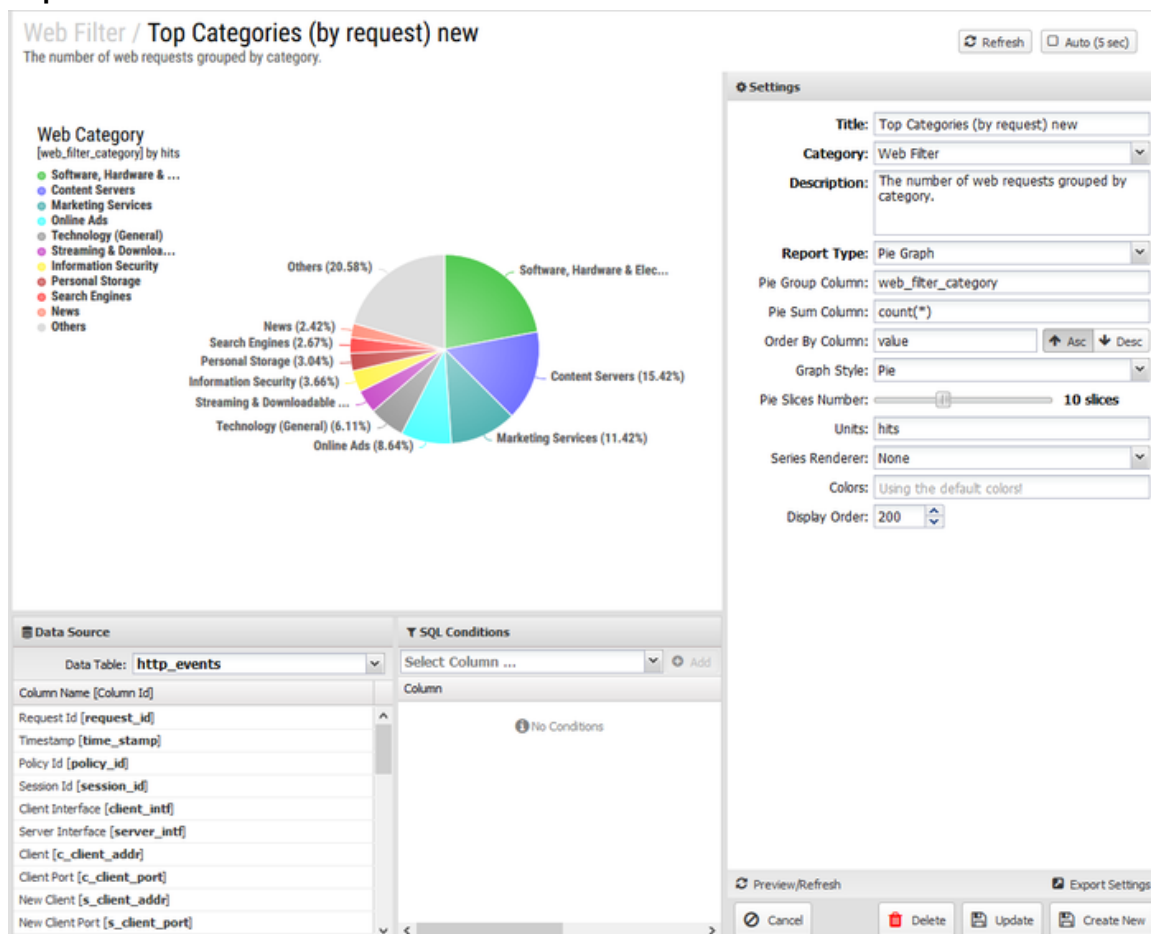 Web Filter / Top Categories (by request) new
The number of web requests grouped by category.
Refresh
Auto (5 sec)
Web Category
[web_filter_category] by hits
Software, Hardware & ...
Content Servers
Marketing Services
Online Ads
Technology (General)
Streaming & Downloa...
Information Security
Personal Storage
Search Engines
News
Others
Others (20.58%)
Software, Hardware & Elec...
News (2.42%)
Search Engines (2.67%)
Personal Storage (3.04%)
Information Security (3.66%)
Streaming & Downloadable ...
Technology (General) (6.11%)
Online Ads (8.64%)
Content Servers (15.42%)
Marketing Services (11.42%)
Settings
Title: Top Categories (by request) new
Category: Web Filter
Description: The number of web requests grouped by
category.
Report Type: Pie Graph
Pie Group Column: web_filter_category
Pie Sum Column: count(*)
Order By Column: value Asc Desc
Graph Style: Pie
Pie Slices Number: 10 slices
Units: hits
Series Renderer: None
Colors: Using the default colors!
Display Order: 200
Data Source
Data Table: http_events
Column Name [Column Id]
Request Id [request_id]
Timestamp [time_stamp]
Policy Id [policy_id]
Session Id [session_id]
Client Interface [client_intf]
Server Interface [server_intf]
Client [c_client_addr]
Client Port [c_client_port]
New Client [s_client_addr]
New Client Port [s_client_port]
SQL Conditions
Select Column ... Add
Column
No Conditions
Preview/Refresh
Export Settings
Cancel
Delete
Update
Create New